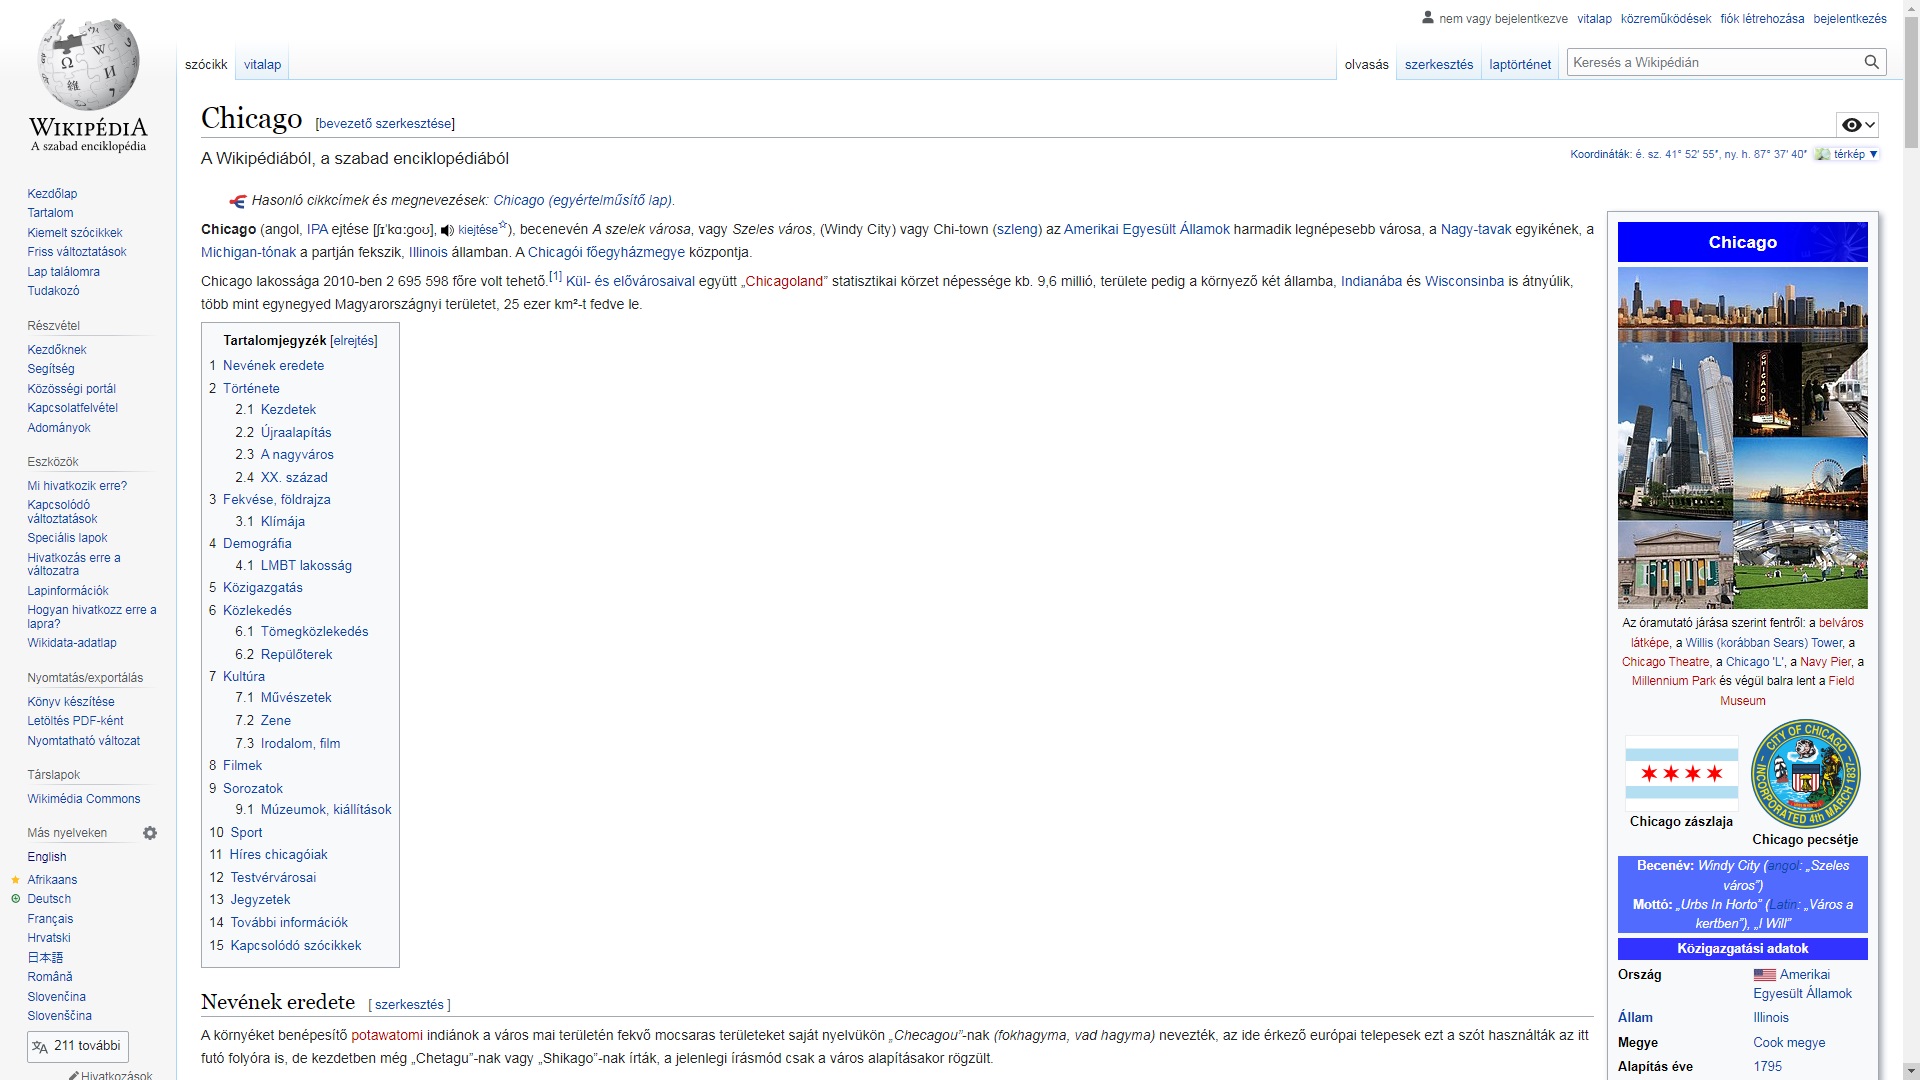 nem vagy bejelentkezve vitalap közreműködések fiók létrehozása bejelentkezés
szócikk vitalap olvasás szerkesztés laptörténet Keresés a Wikipédián
WIKIPÉDIA
A szabad enciklopédia
Kezdőlap
Tartalom
Kiemelt szócikkek
Friss változtatások
Lap találomra
Tudakozó
Részvétel
Kezdőknek
Segítség
Közösségi portál
Kapcsolatfelvétel
Adományok
Eszközök
Mi hivatkozik erre?
Kapcsolódó
változtatások
Speciális lapok
Hivatkozás erre a
változatra
Lapinformációk
Hogyan hivatkozz erre a
lapra?
Wikidata-adatlap
Nyomtatás/exportálás
Könyv készítése
Letöltés PDF-ként
Nyomtatható változat
Társlapok
Wikimédia Commons
Más nyelveken
English
Afrikaans
Deutsch
Français
Hrvatski
日本語
Română
Slovenčina
Slovenščina
211 további
Hivatkozások
Chicago [bevezető szerkesztése]
A Wikipédiából, a szabad enciklopédiából
Koordináták: é. sz. 41° 52′ 55″, ny. h. 87° 37′ 40″ térkép ▼
Hasonló cikkcímek és megnevezések: Chicago (egyértelműsítő lap).
Chicago (angol, IPA ejtése [ʃɪˈkɑːgoʊ], kiejtése☆), becenevén A szelek városa, vagy Szeles város, (Windy City) vagy Chi-town (szleng) az Amerikai Egyesült Államok harmadik legnépesebb városa, a Nagy-tavak egyikének, a
Michigan-tónak a partján fekszik, Illinois államban. A Chicagói főegyházmegye központja.
Chicago lakossága 2010-ben 2 695 598 főre volt tehető.[1] Kül- és elővárosaival együtt „Chicagoland” statisztikai körzet népessége kb. 9,6 millió, területe pedig a környező két államba, Indianába és Wisconsinba is átnyúlik,
több mint egynegyed Magyarországnyi területet, 25 ezer km²-t fedve le.
Tartalomjegyzék [elrejtés]
1 Nevének eredete
2 Története
2.1 Kezdetek
2.2 Újraalapítás
2.3 A nagyváros
2.4 XX. század
3 Fekvése, földrajza
3.1 Klímája
4 Demográfia
4.1 LMBT lakosság
5 Közigazgatás
6 Közlekedés
6.1 Tömegközlekedés
6.2 Repülőterek
7 Kultúra
7.1 Művészetek
7.2 Zene
7.3 Irodalom, film
8 Filmek
9 Sorozatok
9.1 Múzeumok, kiállítások
10 Sport
11 Híres chicagóiak
12 Testvérvárosai
13 Jegyzetek
14 További információk
15 Kapcsolódó szócikkek
Nevének eredete [ szerkesztés ]
A környéket benépesítő potawatomi indiánok a város mai területén fekvő mocsaras területeket saját nyelvükön „Checagou”-nak (fokhagyma, vad hagyma) nevezték, az ide érkező európai telepesek ezt a szót használták az itt
futó folyóra is, de kezdetben még „Chetagu”-nak vagy „Shikago”-nak írták, a jelenlegi írásmód csak a város alapításakor rögzült.
Chicago
CHICAGO
Az óramutató járása szerint fentről: a belváros
látképe, a Willis (korábban Sears) Tower, a
Chicago Theatre, a Chicago 'L', a Navy Pier, a
Millennium Park és végül balra lent a Field
Museum
CITY OF CHICAGO
INCORPORATED 4th MARCH 1837
Chicago zászlaja
Chicago pecsétje
Becenév: Windy City (angol: „Szeles
város”)
Mottó: „Urbs In Horto” (Latin: „Város a
kertben”), „I Will”
Közigazgatási adatok
Ország Amerikai
Egyesült Államok
Állam Illinois
Megye Cook megye
Alapítás éve 1795